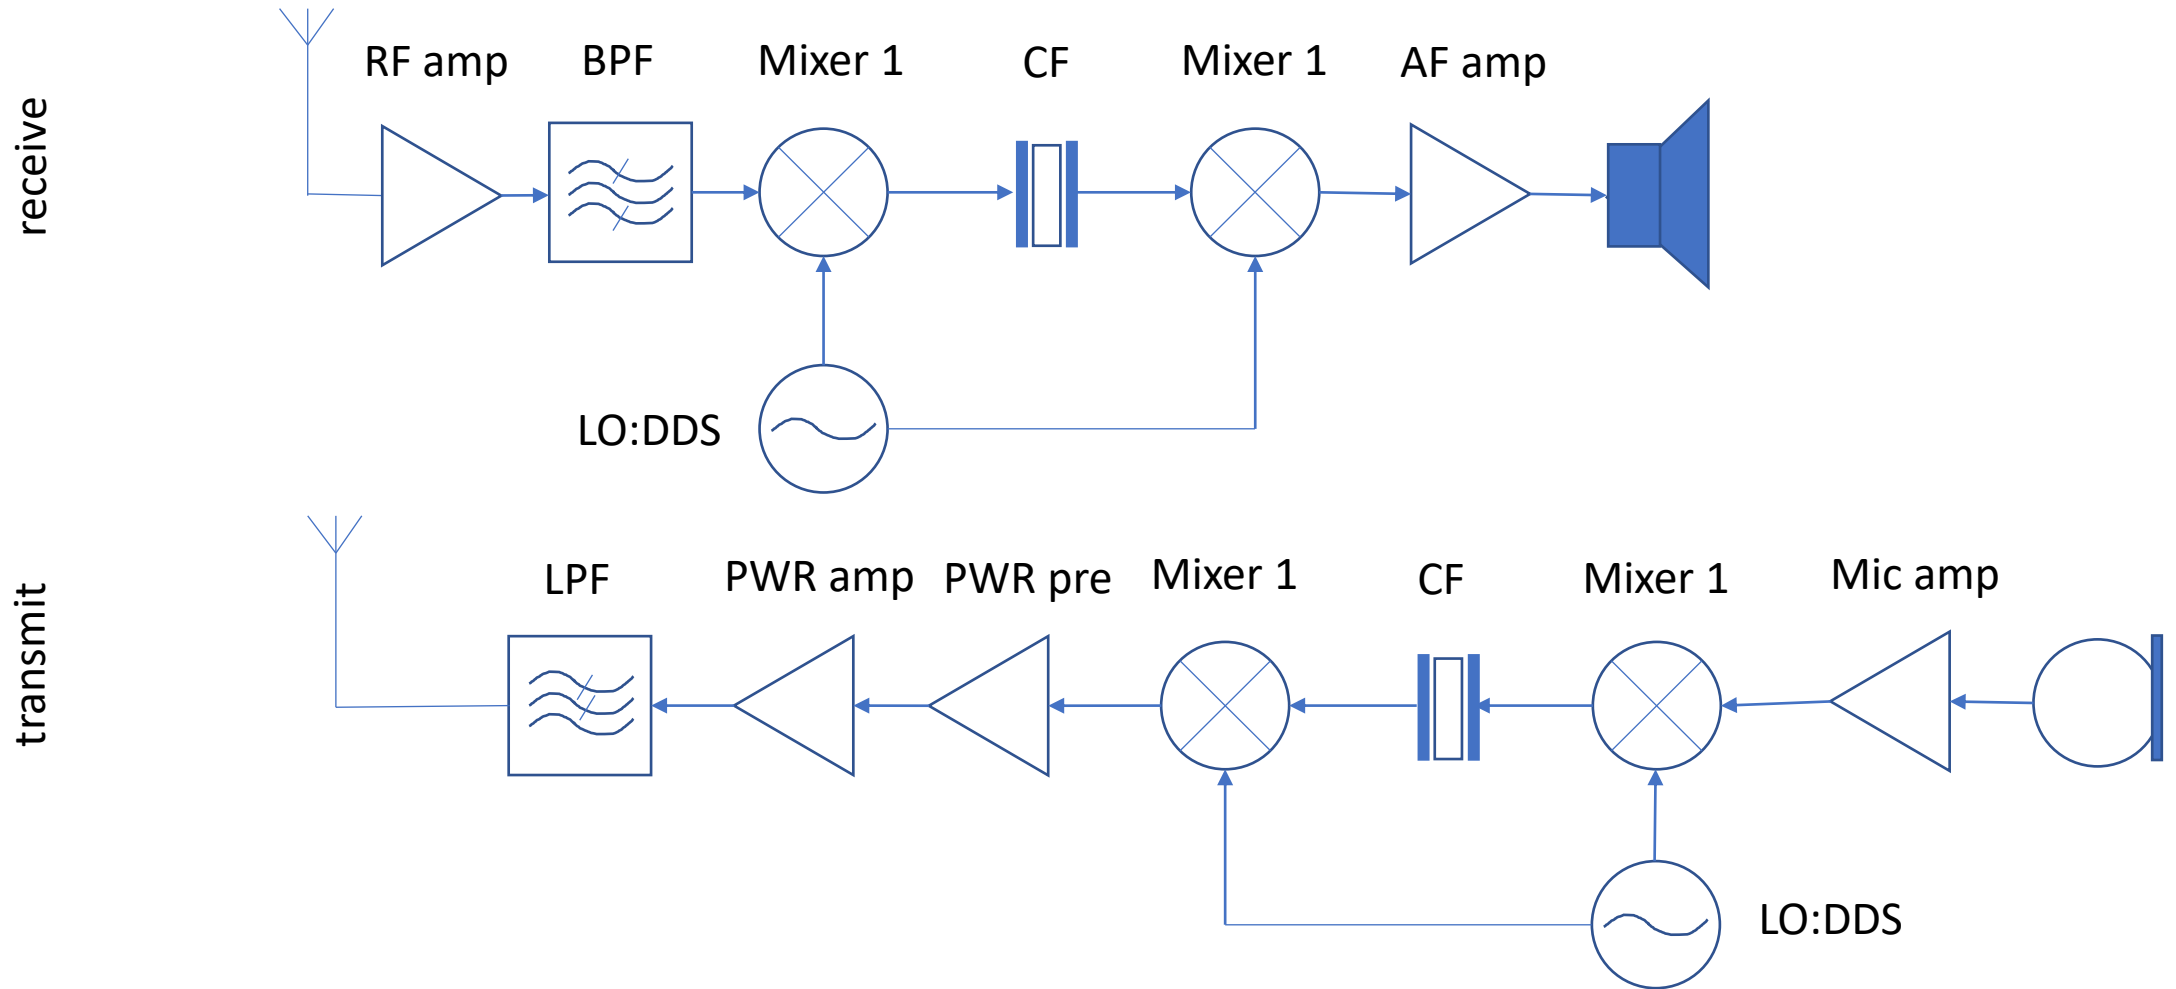 receive
RF amp
BPF
Mixer 1
CF
Mixer 1
AF amp
LO:DDS
transmit
LPF
PWR amp
PWR pre
Mixer 1
CF
Mixer 1
Mic amp
LO:DDS